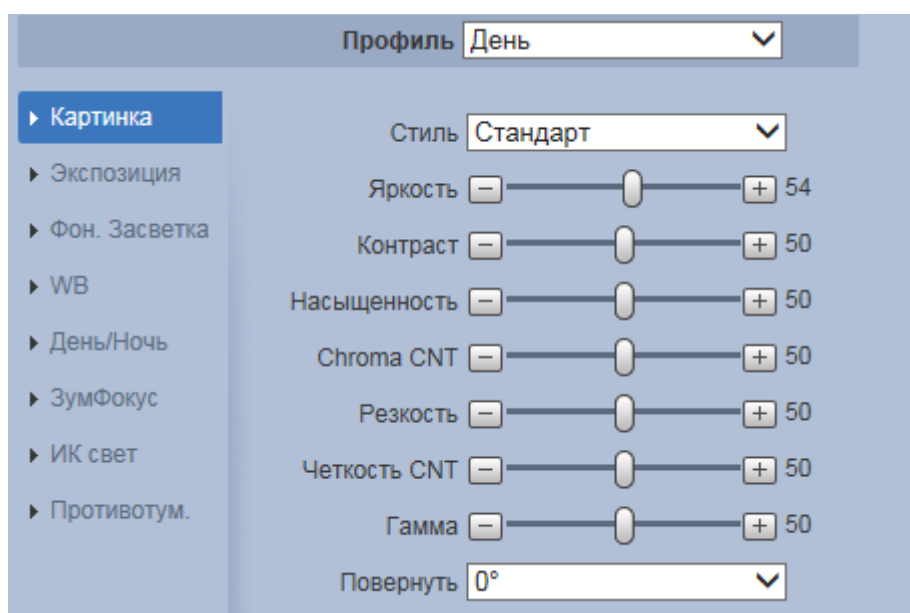 Профиль День
Картинка
Экспозиция
Фон. Засветка
WB
День/Ночь
ЗумФокус
ИК свет
Противотум.
Стиль Стандарт
Яркость 54
Контраст 50
Насыщенность 50
Chroma CNT 50
Резкость 50
Четкость CNT 50
Гамма 50
Повернуть 0°